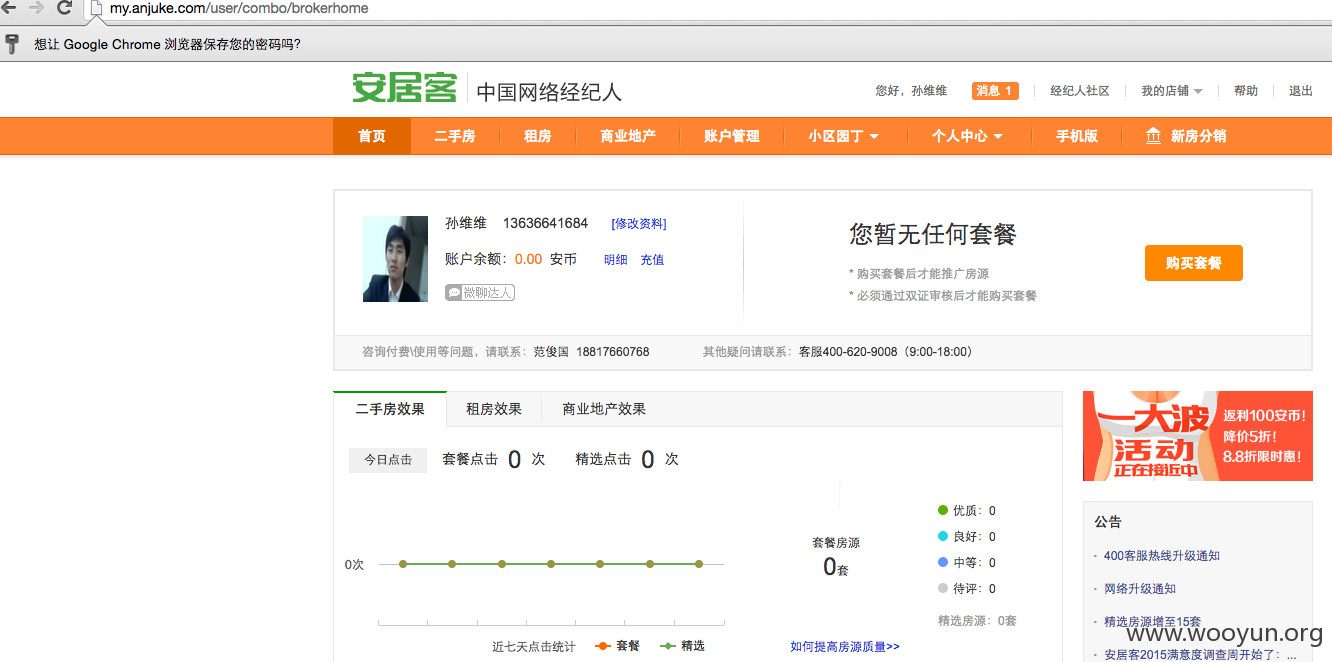 my.anjuke.com/user/combo/brokerhome
想让 Google Chrome 浏览器保存您的密码吗?
安居客 中国网络经纪人 您好，孙维维 消息 1 经纪人社区 我的店铺 帮助 退出
首页 二手房 租房 商业地产 账户管理 小区园丁 个人中心 手机版 新房分销
孙维维 13636641684 [修改资料]
账户余额：0.00 安币 明细 充值
微聊达人
您暂无任何套餐
* 购买套餐后才能推广房源
* 必须通过双证审核后才能购买套餐
购买套餐
咨询付费\使用等问题，请联系：范俊国 18817660768 其他疑问请联系：客服400-620-9008（9:00-18:00）
二手房效果 租房效果 商业地产效果
今日点击 套餐点击 0 次 精选点击 0 次
0次
近七天点击统计 套餐 精选
套餐房源
0套
优质：0
良好：0
中等：0
待评：0
精选房源：0套
如何提高房源质量>>
一大波
活动
正在接近中
返利100安币!
降价5折!
8.8折限时惠!
公告
- 400客服热线升级通知
- 网络升级通知
- 精选房源增至15套
- 安居客2015满意度调查周开始了：...
www.wooyun.org